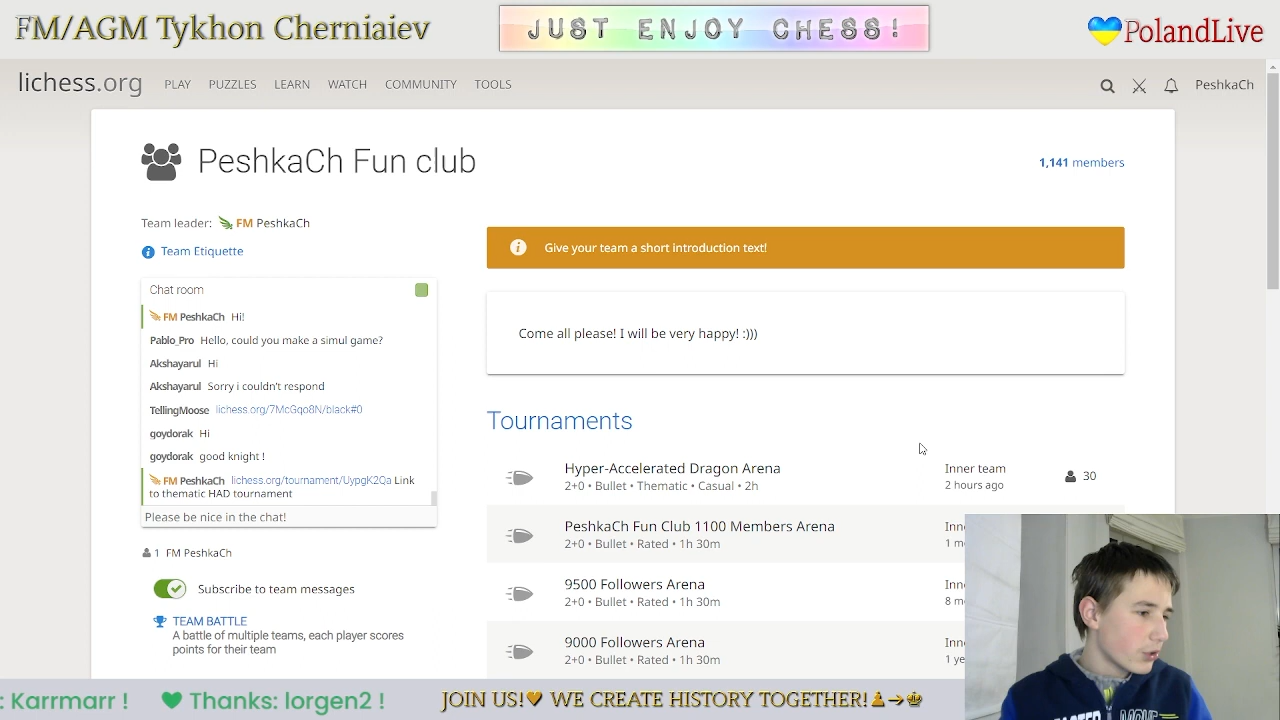 FM/AGM Tykhon Cherniaiev
JUST ENJOY CHESS!
PolandLive
lichess.org PLAY PUZZLES LEARN WATCH COMMUNITY TOOLS PeshkaCh
PeshkaCh Fun club
1,141 members
Team leader: FM PeshkaCh
Team Etiquette
Give your team a short introduction text!
Chat room
FM PeshkaCh Hi!
Pablo_Pro Hello, could you make a simul game?
Akshayarul Hi
Akshayarul Sorry i couldn't respond
TellingMoose lichess.org/7McGqo8N/black#0
goydorak Hi
goydorak good knight !
FM PeshkaCh lichess.org/tournament/UypgK2Qa Link
to thematic HAD tournament
Please be nice in the chat!
1 FM PeshkaCh
Subscribe to team messages
TEAM BATTLE
A battle of multiple teams, each player scores
points for their team
Come all please! I will be very happy! :)))
Tournaments
Hyper-Accelerated Dragon Arena Inner team
2+0 • Bullet • Thematic • Casual • 2h 2 hours ago 30
PeshkaCh Fun Club 1100 Members Arena
2+0 • Bullet • Rated • 1h 30m
9500 Followers Arena
2+0 • Bullet • Rated • 1h 30m
9000 Followers Arena
2+0 • Bullet • Rated • 1h 30m
: Karrmarr ! Thanks: lorgen2 ! JOIN US! WE CREATE HISTORY TOGETHER!